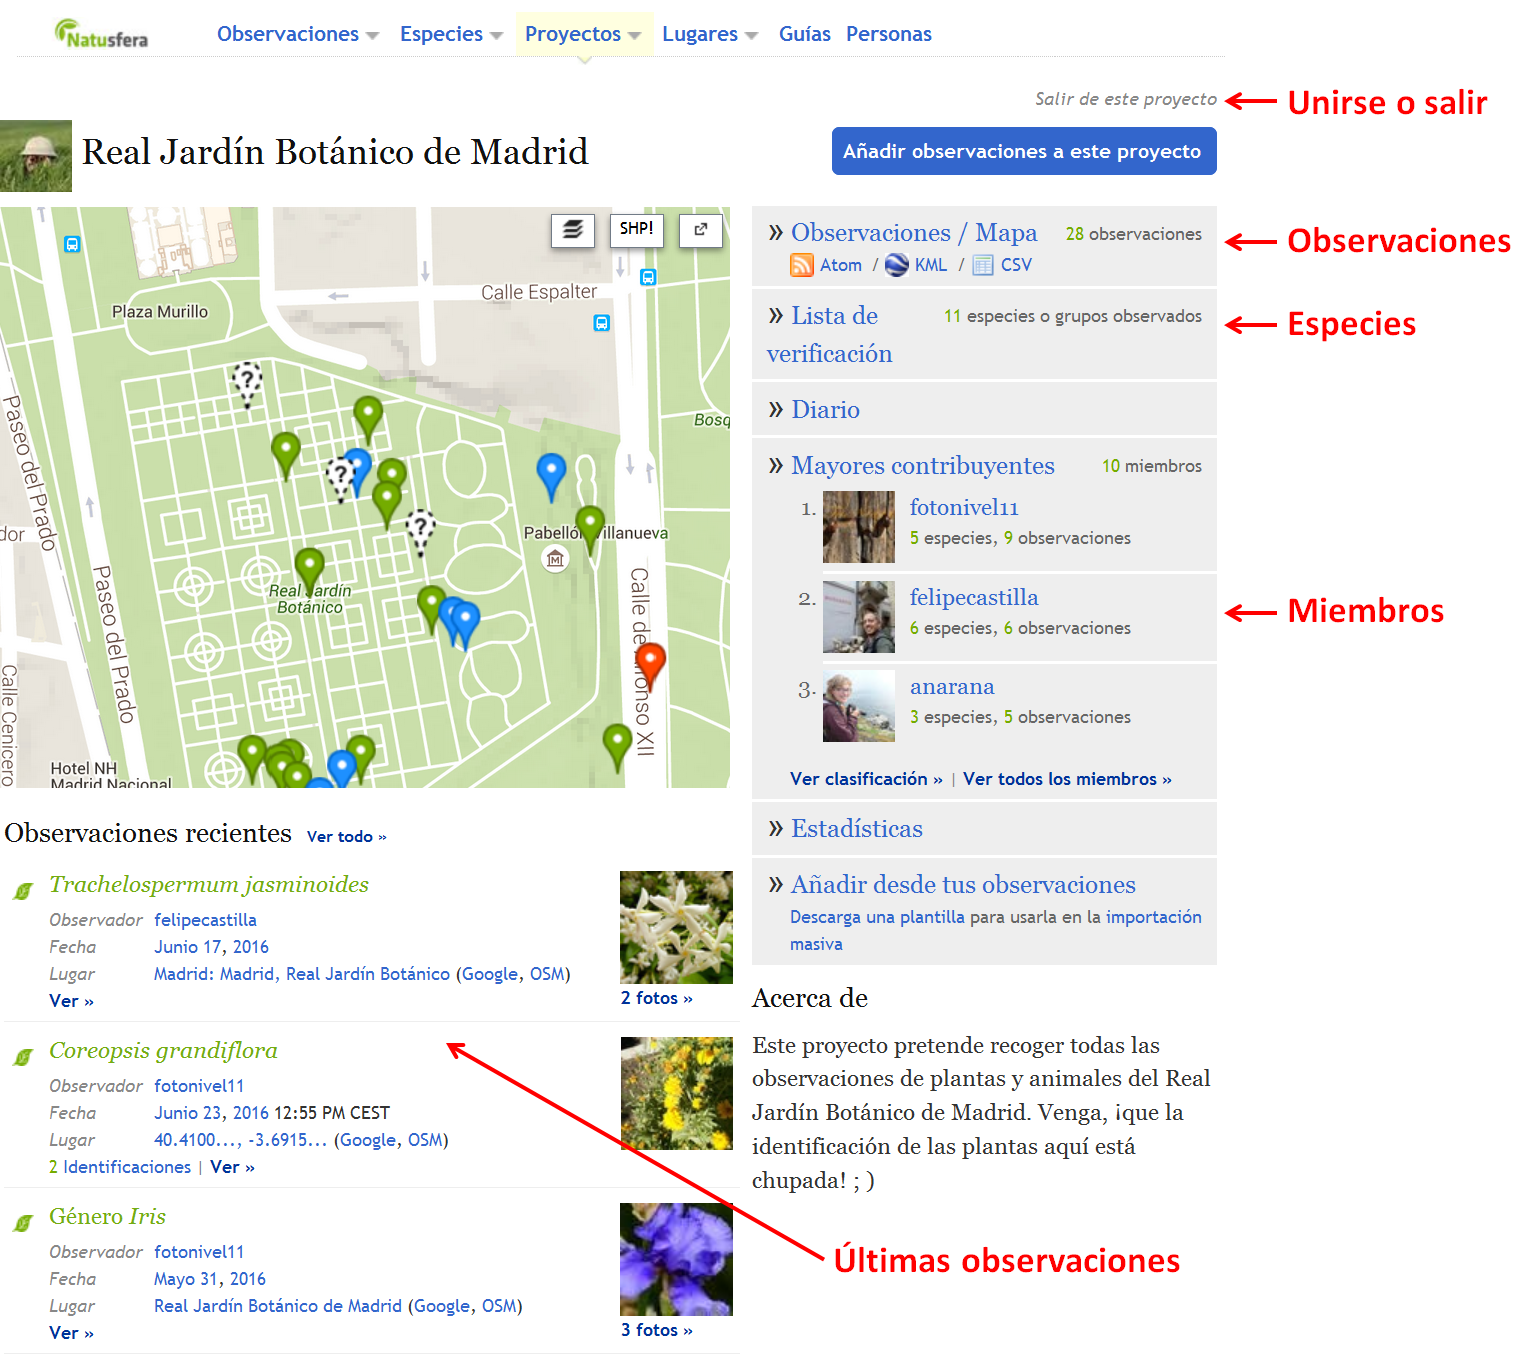 Natusfera
Observaciones Especies Proyectos Lugares Guías Personas
Salir de este proyecto
Unirse o salir
Real Jardín Botánico de Madrid
Añadir observaciones a este proyecto
SHP!
Plaza Murillo
Calle Espalter
Bosq
Paseo del Prado
dor
Pabellón Villanueva
Real Jardín
Botánico
Paseo del Prado
Calle de Alfonso XII
Calle Cenicero
Hotel NH
Madrid Nacional
» Observaciones / Mapa 28 observaciones
Atom / KML / CSV
Observaciones
» Lista de verificación 11 especies o grupos observados
Especies
» Diario
» Mayores contribuyentes 10 miembros
1. fotonivel11
5 especies, 9 observaciones
2. felipecastilla
6 especies, 6 observaciones
Miembros
3. anarana
3 especies, 5 observaciones
Ver clasificación » | Ver todos los miembros »
» Estadísticas
» Añadir desde tus observaciones
Descarga una plantilla para usarla en la importación
masiva
Observaciones recientes Ver todo »
Trachelospermum jasminoides
Observador felipecastilla
Fecha Junio 17, 2016
Lugar Madrid: Madrid, Real Jardín Botánico (Google, OSM)
Ver »
2 fotos »
Coreopsis grandiflora
Observador fotonivel11
Fecha Junio 23, 2016 12:55 PM CEST
Lugar 40.4100..., -3.6915... (Google, OSM)
2 Identificaciones | Ver »
Género Iris
Observador fotonivel11
Fecha Mayo 31, 2016
Lugar Real Jardín Botánico de Madrid (Google, OSM)
Ver »
3 fotos »
Acerca de
Este proyecto pretende recoger todas las
observaciones de plantas y animales del Real
Jardín Botánico de Madrid. Venga, ¡que la
identificación de las plantas aquí está
chupada! ; )
Últimas observaciones